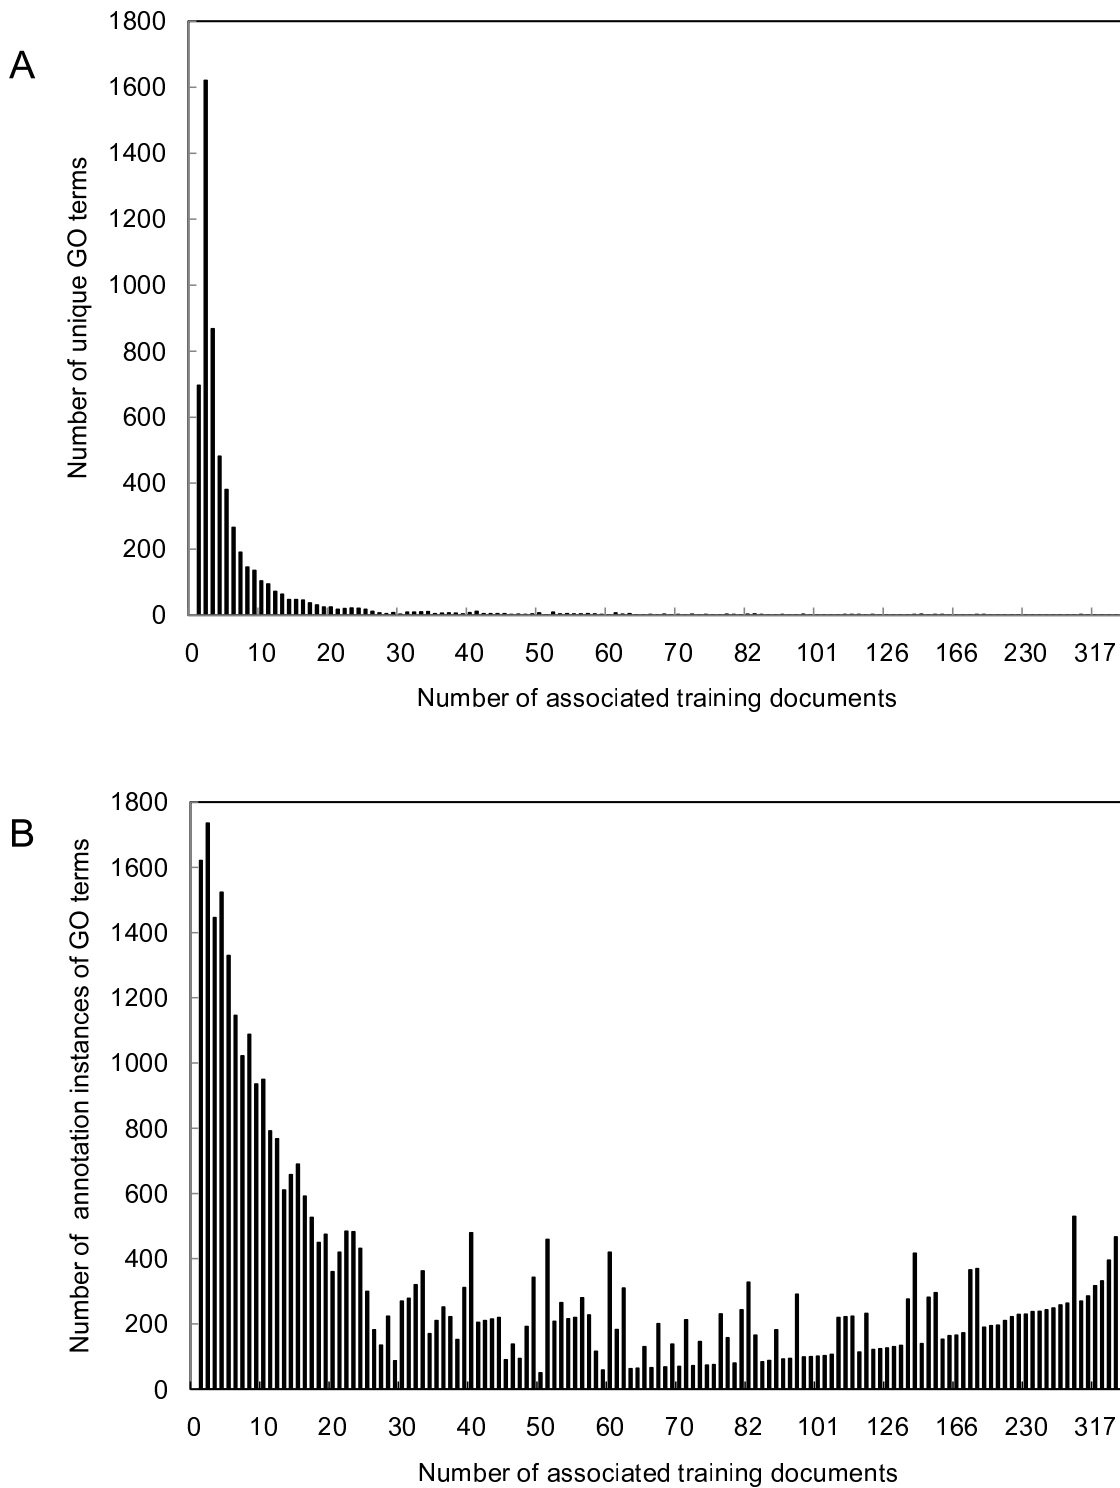 A
Number of unique GO terms
1800
1600
1400
1200
1000
800
600
400
200
0
0 10 20 30 40 50 60 70 82 101 126 166 230 317
Number of associated training documents
B
Number of annotation instances of GO terms
1800
1600
1400
1200
1000
800
600
400
200
0
0 10 20 30 40 50 60 70 82 101 126 166 230 317
Number of associated training documents